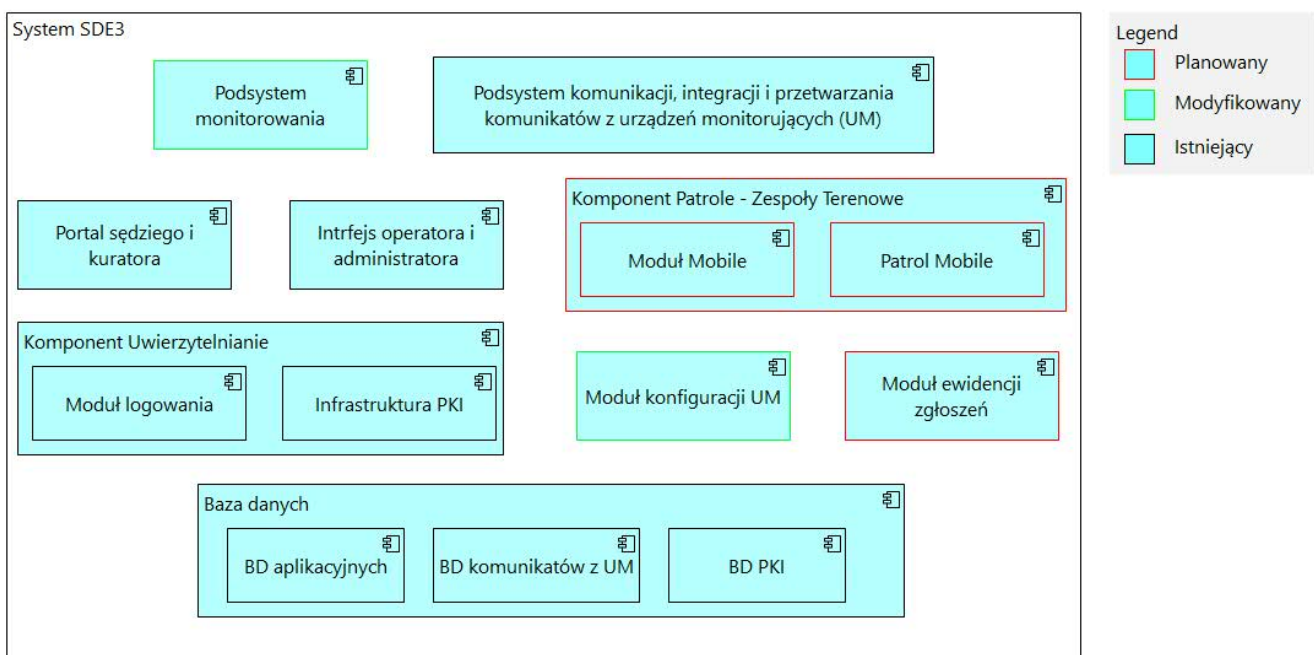 System SDE3
Podsystem
monitorowania
Podsystem komunikacji, integracji i przetwarzania
komunikatów z urządzeń monitorujących (UM)
Portal sędziego i
kuratora
Intrfejs operatora i
administratora
Komponent Patrole - Zespoły Terenowe
Moduł Mobile
Patrol Mobile
Komponent Uwierzytelnianie
Moduł logowania
Infrastruktura PKI
Moduł konfiguracji UM
Moduł ewidencji
zgłoszeń
Baza danych
BD aplikacyjnych
BD komunikatów z UM
BD PKI
Legend
Planowany
Modyfikowany
Istniejący